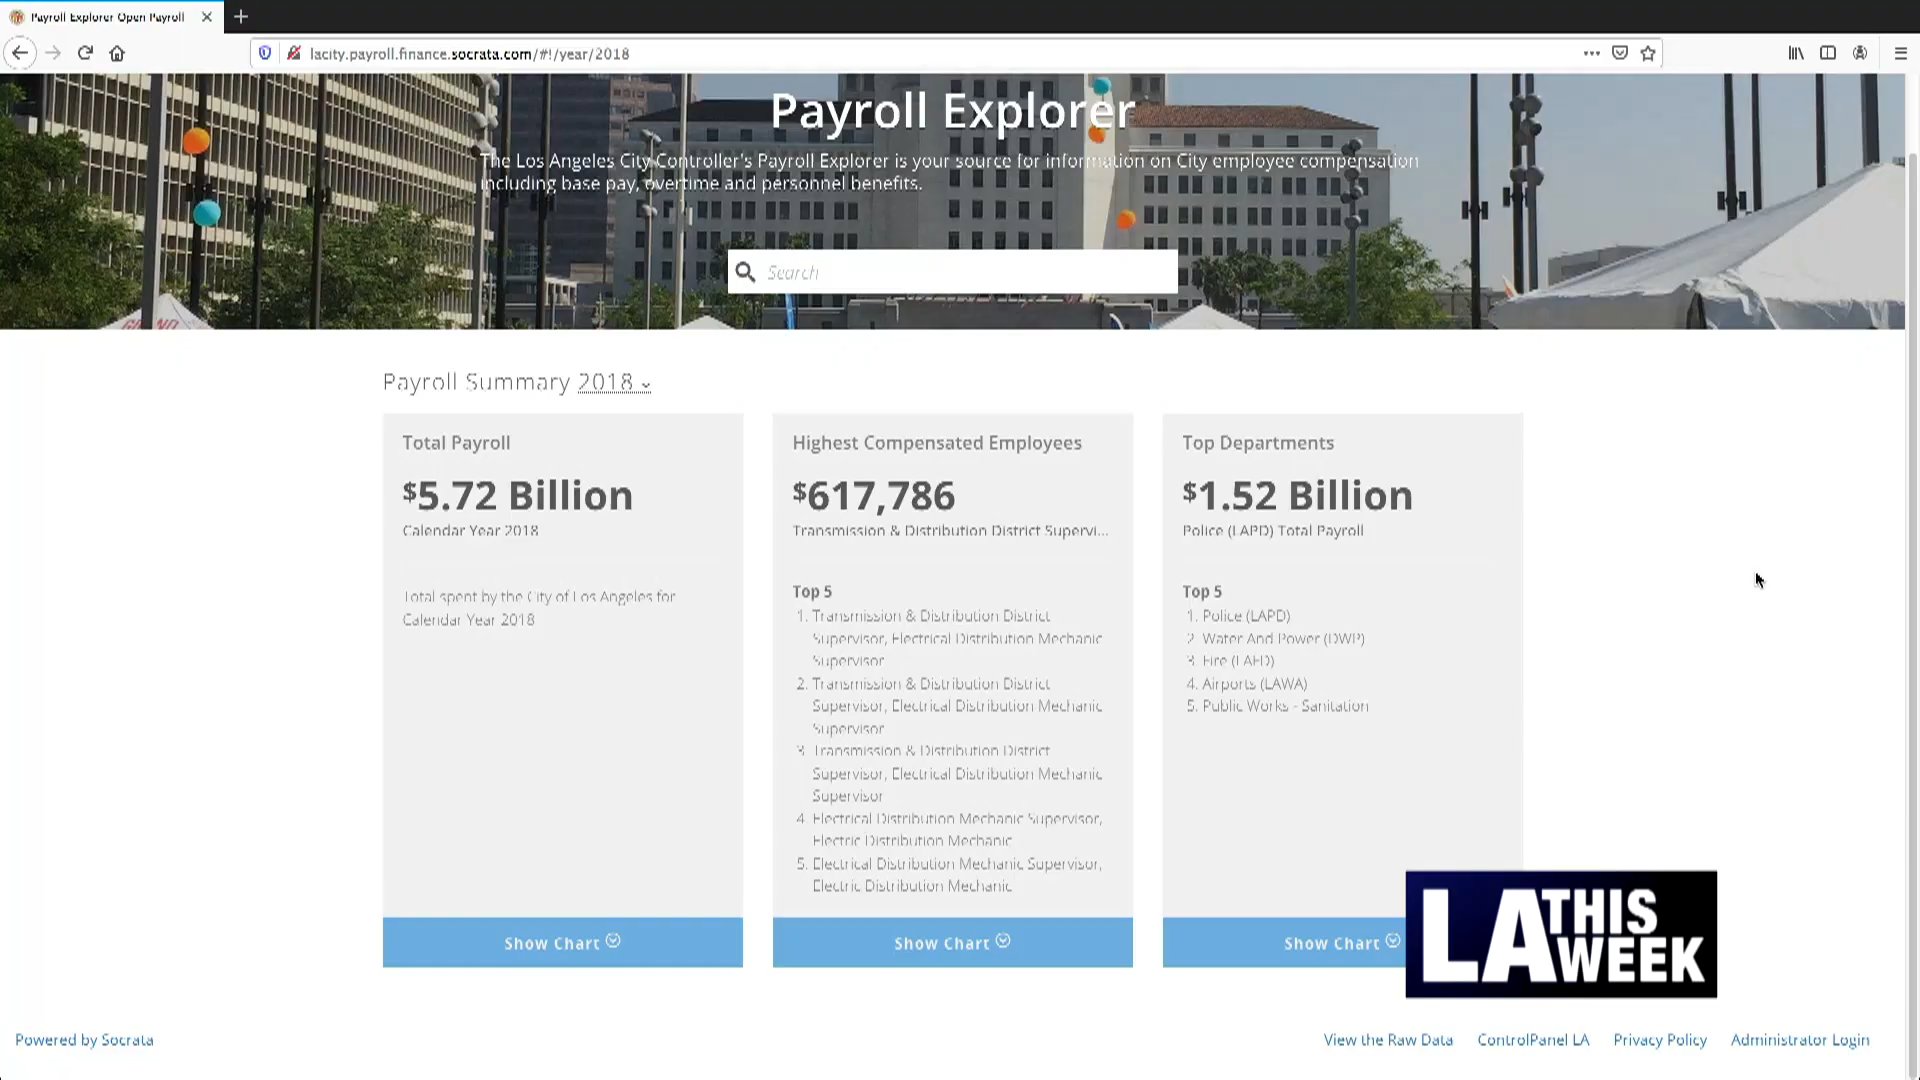 Payroll Explorer Open Payroll
lacity.payroll.finance.socrata.com/#!/year/2018
Payroll Explorer
The Los Angeles City Controller's Payroll Explorer is your source for information on City employee compensation
including base pay, overtime and personnel benefits.
Search
Payroll Summary 2018
Total Payroll
$5.72 Billion
Calendar Year 2018
Total spent by the City of Los Angeles for
Calendar Year 2018
Show Chart
Highest Compensated Employees
$617,786
Transmission & Distribution District Supervi...
Top 5
1. Transmission & Distribution District
Supervisor, Electrical Distribution Mechanic
Supervisor
2. Transmission & Distribution District
Supervisor, Electrical Distribution Mechanic
Supervisor
3. Transmission & Distribution District
Supervisor, Electrical Distribution Mechanic
Supervisor
4. Electrical Distribution Mechanic Supervisor,
Electric Distribution Mechanic
5. Electrical Distribution Mechanic Supervisor,
Electric Distribution Mechanic
Show Chart
Top Departments
$1.52 Billion
Police (LAPD) Total Payroll
Top 5
1. Police (LAPD)
2. Water And Power (DWP)
3. Fire (LAFD)
4. Airports (LAWA)
5. Public Works - Sanitation
Show Chart
LA THIS
WEEK
Powered by Socrata
View the Raw Data
ControlPanel LA
Privacy Policy
Administrator Login